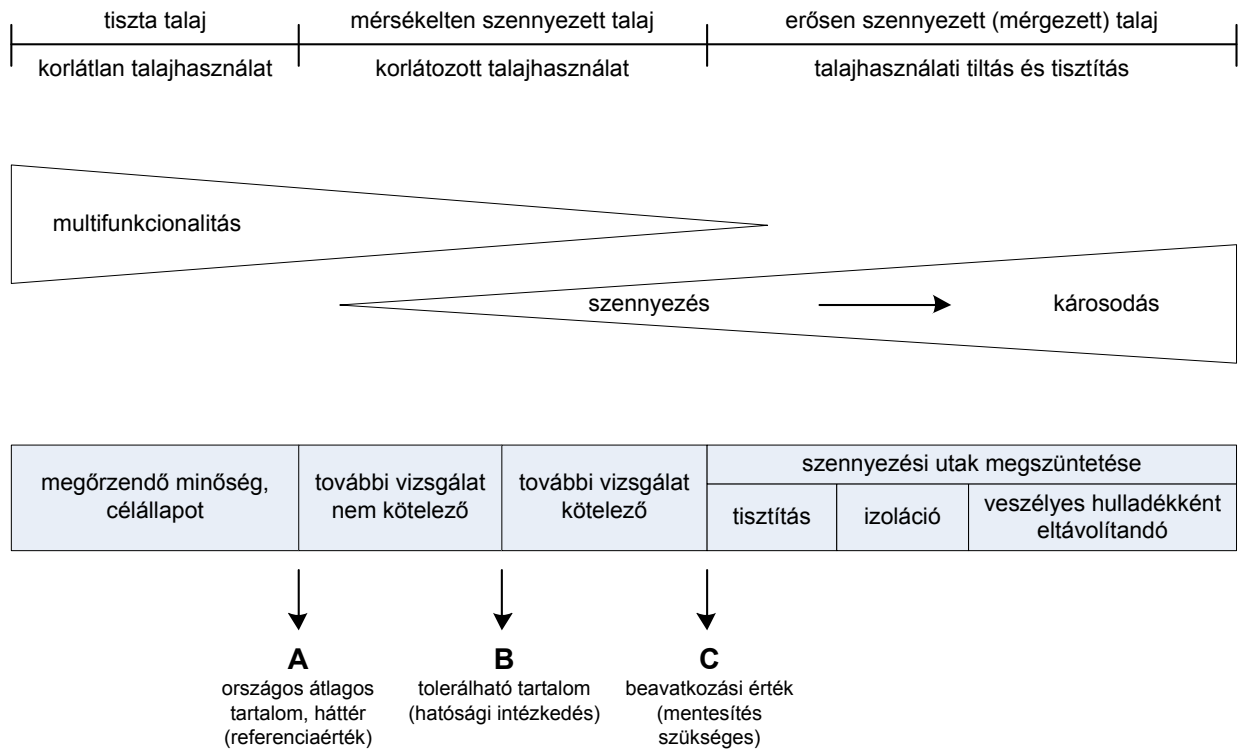 tiszta talaj
mérsékelten szennyezett talaj
erősen szennyezett (mérgezett) talaj
korlátlan talajhasználat
korlátozott talajhasználat
talajhasználati tiltás és tisztítás
multifunkcionalitás
szennyezés
károsodás
megőrzendő minőség,
célállapot
további vizsgálat
nem kötelező
további vizsgálat
kötelező
szennyezési utak megszüntetése
tisztítás
izoláció
veszélyes hulladékként
eltávolítandó
A
országos átlagos
tartalom, háttér
(referenciaérték)
B
tolerálható tartalom
(hatósági intézkedés)
C
beavatkozási érték
(mentesítés
szükséges)